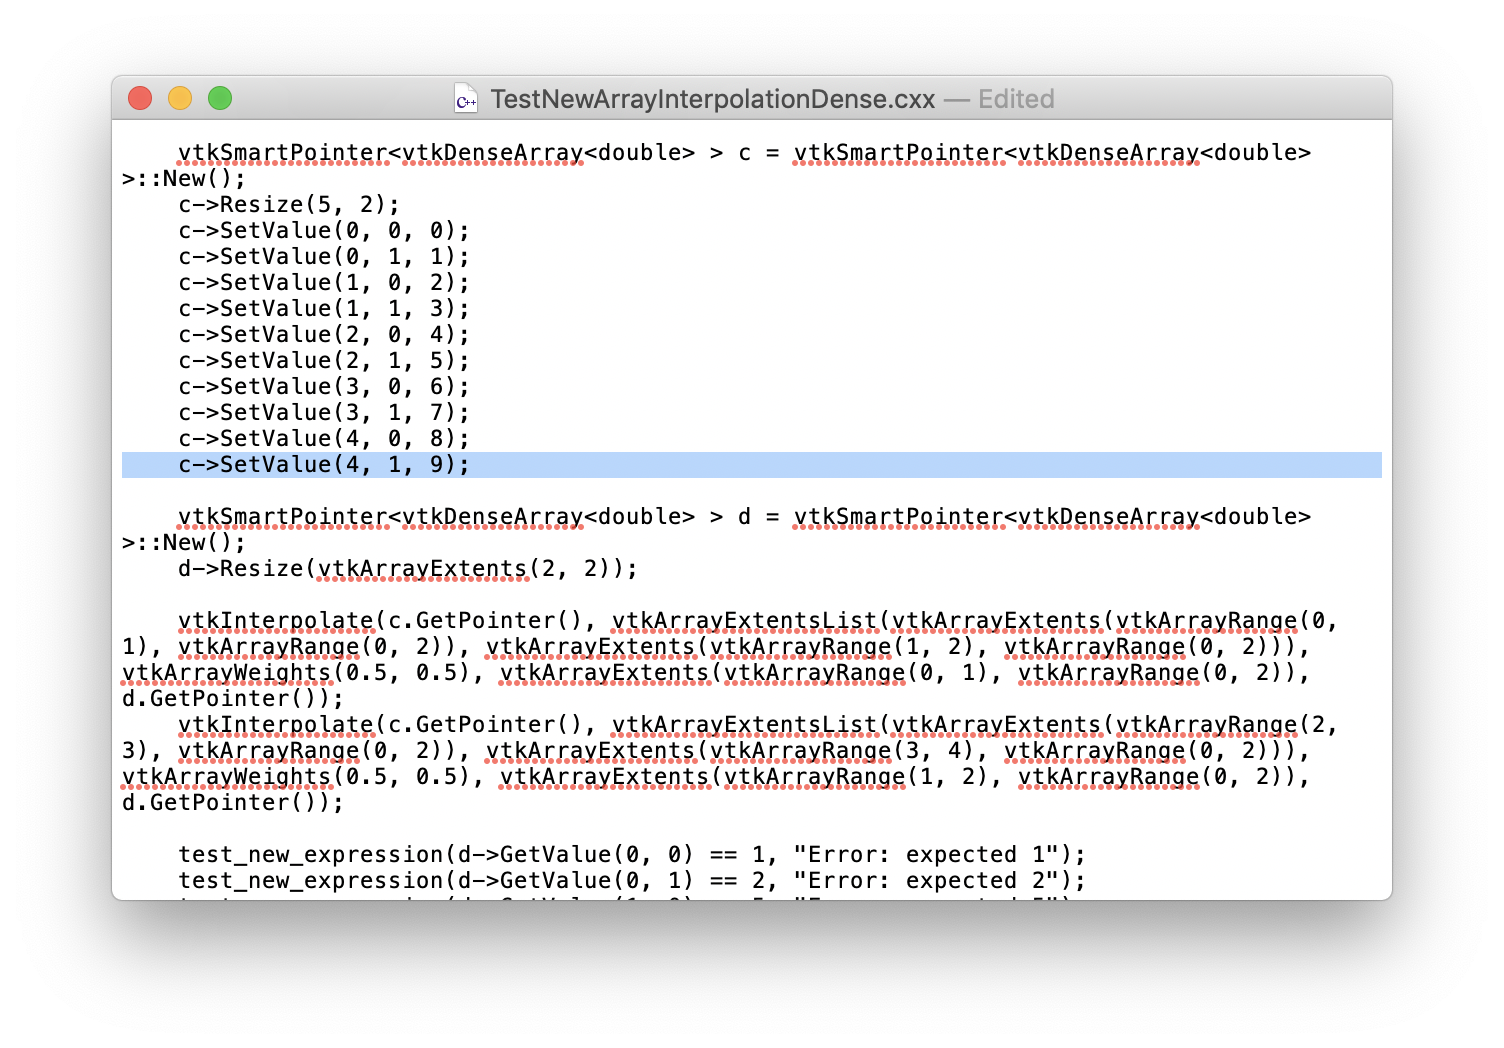 C++ TestNewArrayInterpolationDense.cxx — Edited
vtkSmartPointer<vtkDenseArray<double> > c = vtkSmartPointer<vtkDenseArray<double>
>::New();
c->Resize(5, 2);
c->SetValue(0, 0, 0);
c->SetValue(0, 1, 1);
c->SetValue(1, 0, 2);
c->SetValue(1, 1, 3);
c->SetValue(2, 0, 4);
c->SetValue(2, 1, 5);
c->SetValue(3, 0, 6);
c->SetValue(3, 1, 7);
c->SetValue(4, 0, 8);
c->SetValue(4, 1, 9);
vtkSmartPointer<vtkDenseArray<double> > d = vtkSmartPointer<vtkDenseArray<double>
>::New();
d->Resize(vtkArrayExtents(2, 2));
vtkInterpolate(c.GetPointer(), vtkArrayExtentsList(vtkArrayExtents(vtkArrayRange(0,
1), vtkArrayRange(0, 2)), vtkArrayExtents(vtkArrayRange(1, 2), vtkArrayRange(0, 2))),
vtkArrayWeights(0.5, 0.5), vtkArrayExtents(vtkArrayRange(0, 1), vtkArrayRange(0, 2)),
d.GetPointer());
vtkInterpolate(c.GetPointer(), vtkArrayExtentsList(vtkArrayExtents(vtkArrayRange(2,
3), vtkArrayRange(0, 2)), vtkArrayExtents(vtkArrayRange(3, 4), vtkArrayRange(0, 2))),
vtkArrayWeights(0.5, 0.5), vtkArrayExtents(vtkArrayRange(1, 2), vtkArrayRange(0, 2)),
d.GetPointer());
test_new_expression(d->GetValue(0, 0) == 1, "Error: expected 1");
test_new_expression(d->GetValue(0, 1) == 2, "Error: expected 2");